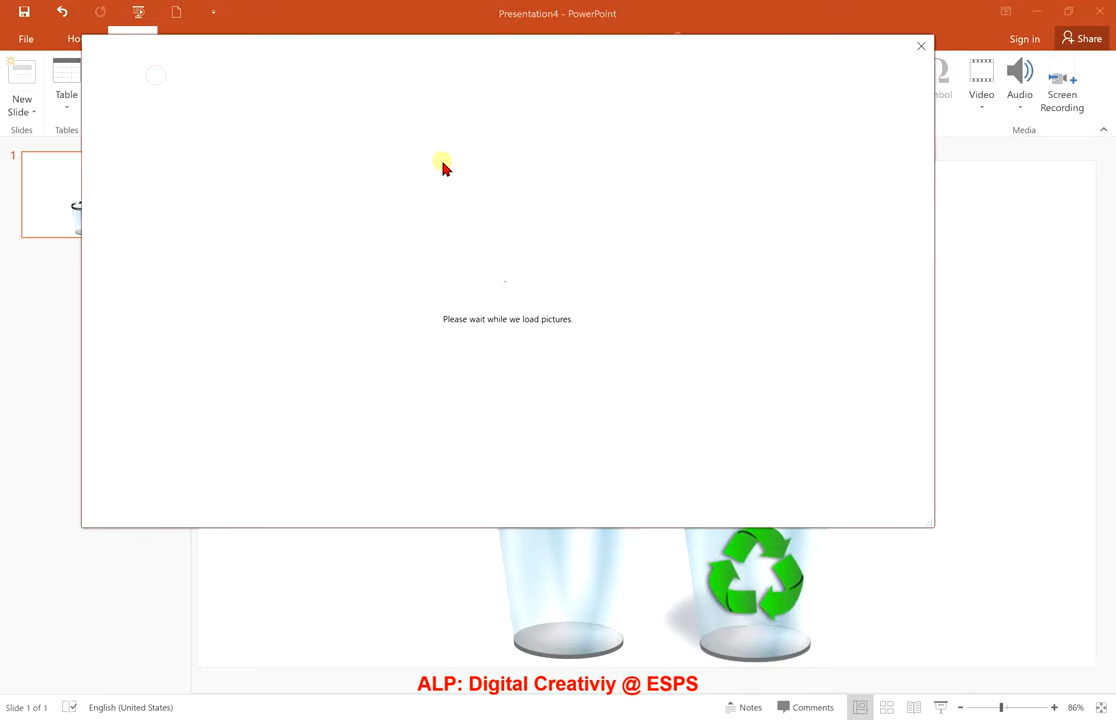 Presentation4 - PowerPoint
File
Ho
Sign in
Share
New
Slide
Table
bol
Video
Audio
Screen
Recording
Slides
Tables
Media
1
Please wait while we load pictures.
ALP: Digital Creativiy @ ESPS
Slide 1 of 1
English (United States)
Notes
Comments
86%